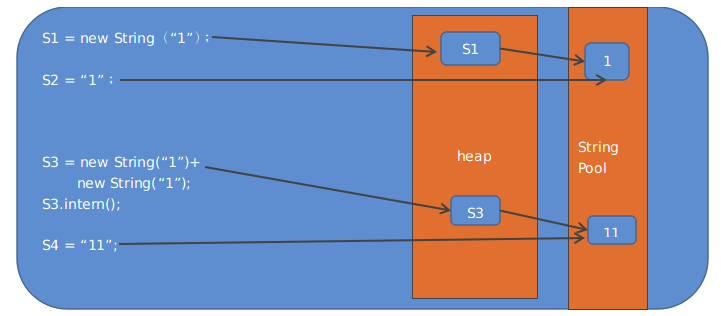 S1 = new String（“1”）;
S1
1
S2 = “1” ;
heap
String
Pool
S3 = new String(“1”)+
new String(“1”);
S3.intern();
S3
11
S4 = “11”;